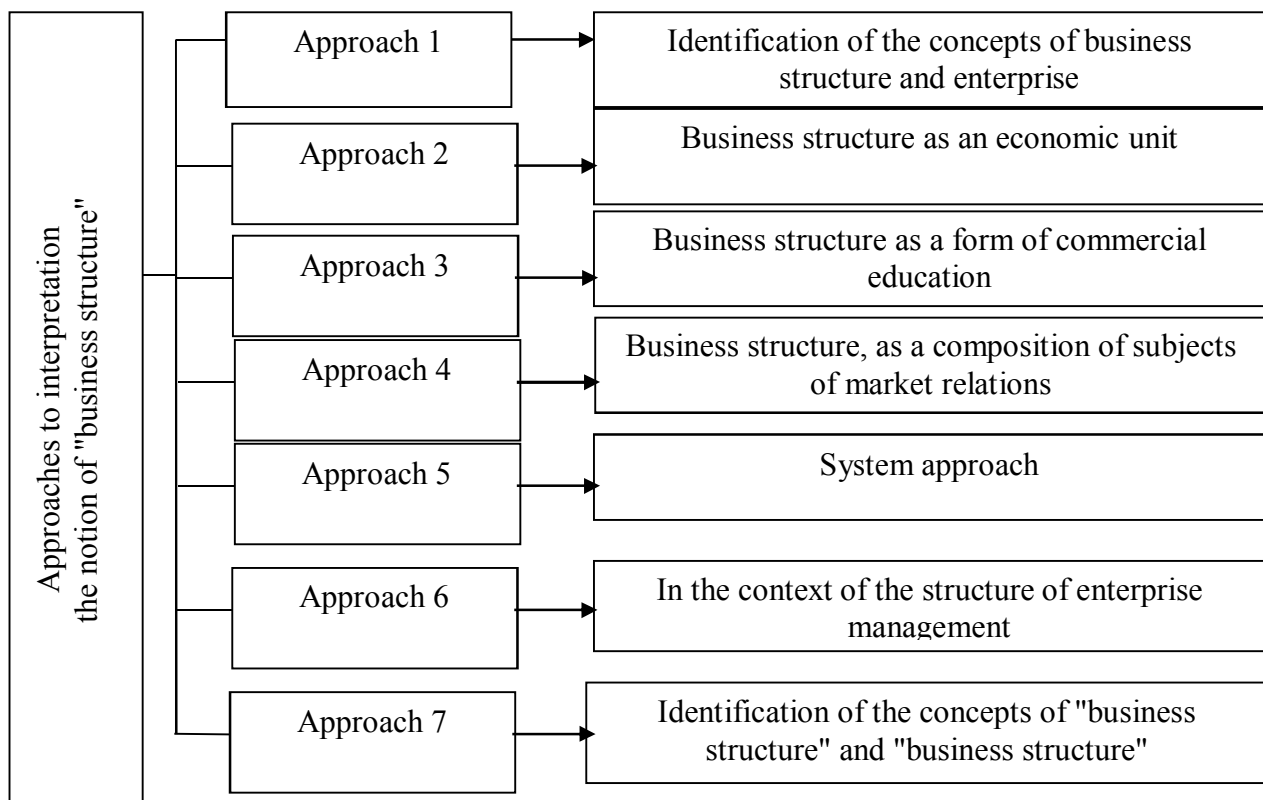 Approaches to interpretation
the notion of "business structure"
Approach 1
Identification of the concepts of business
structure and enterprise
Approach 2
Business structure as an economic unit
Approach 3
Business structure as a form of commercial
education
Approach 4
Business structure, as a composition of subjects
of market relations
Approach 5
System approach
Approach 6
In the context of the structure of enterprise
management
Approach 7
Identification of the concepts of "business
structure" and "business structure"